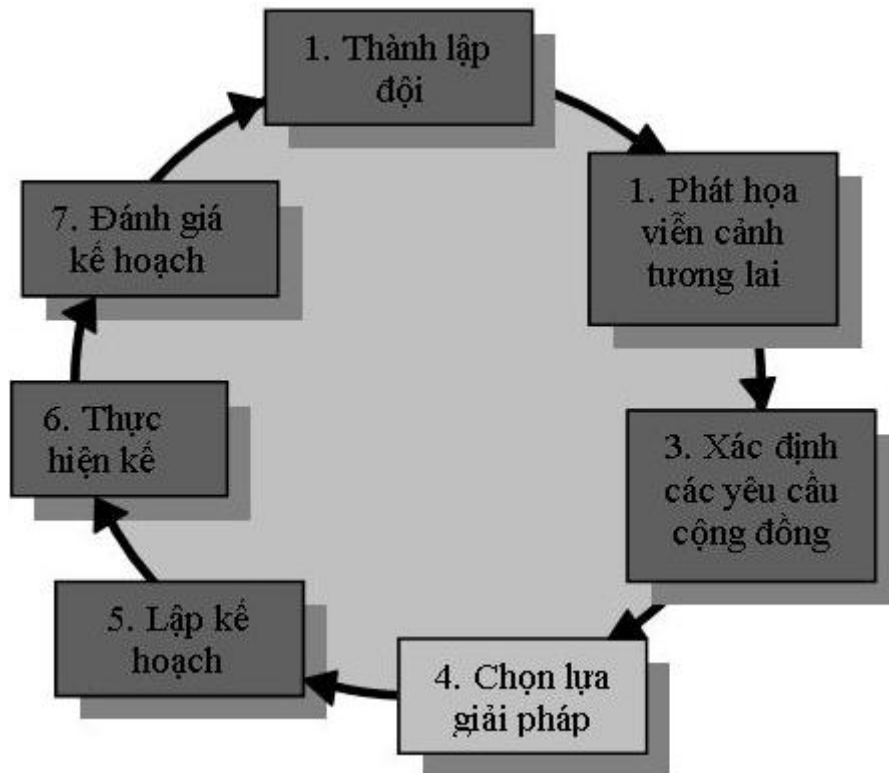 1. Thành lập
đội
1. Phát họa
viễn cảnh
tương lai
3. Xác định
các yêu cầu
cộng đồng
4. Chọn lựa
giải pháp
5. Lập kế
hoạch
6. Thực
hiện kế
7. Đánh giá
kế hoạch